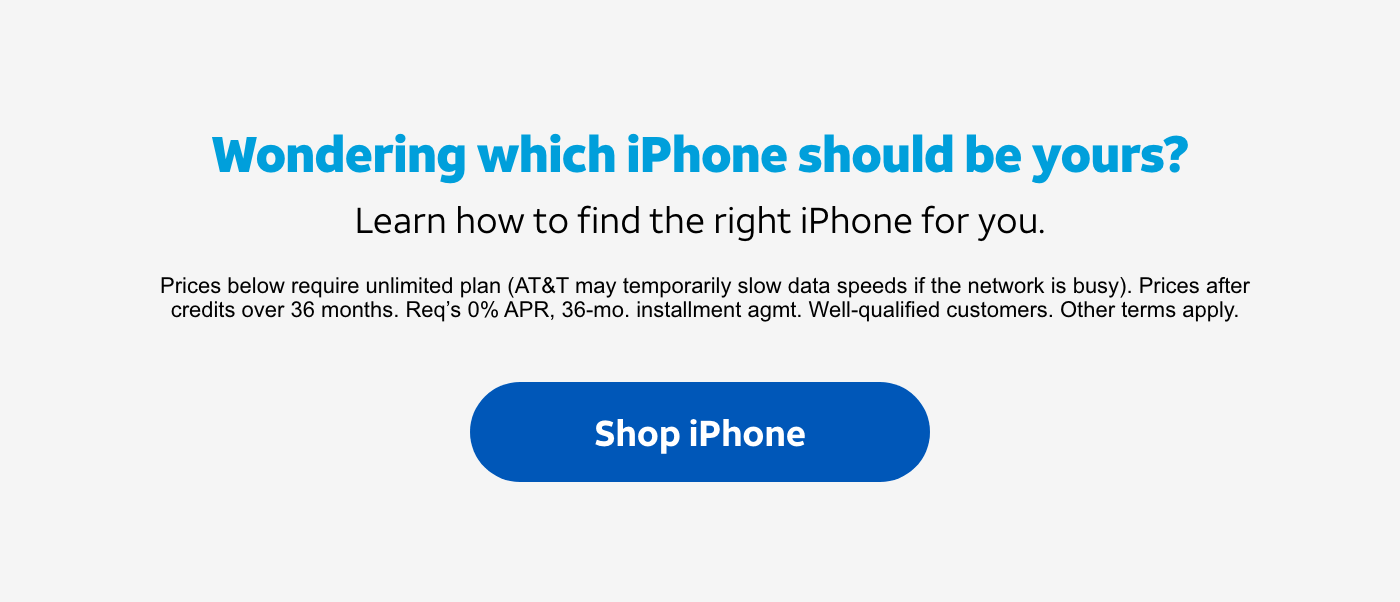 Wondering which iPhone should be yours?
Learn how to find the right iPhone for you.
Prices below require unlimited plan (AT&T may temporarily slow data speeds if the network is busy). Prices after
credits over 36 months. Req’s 0% APR, 36-mo. installment agmt. Well-qualified customers. Other terms apply.
Shop iPhone